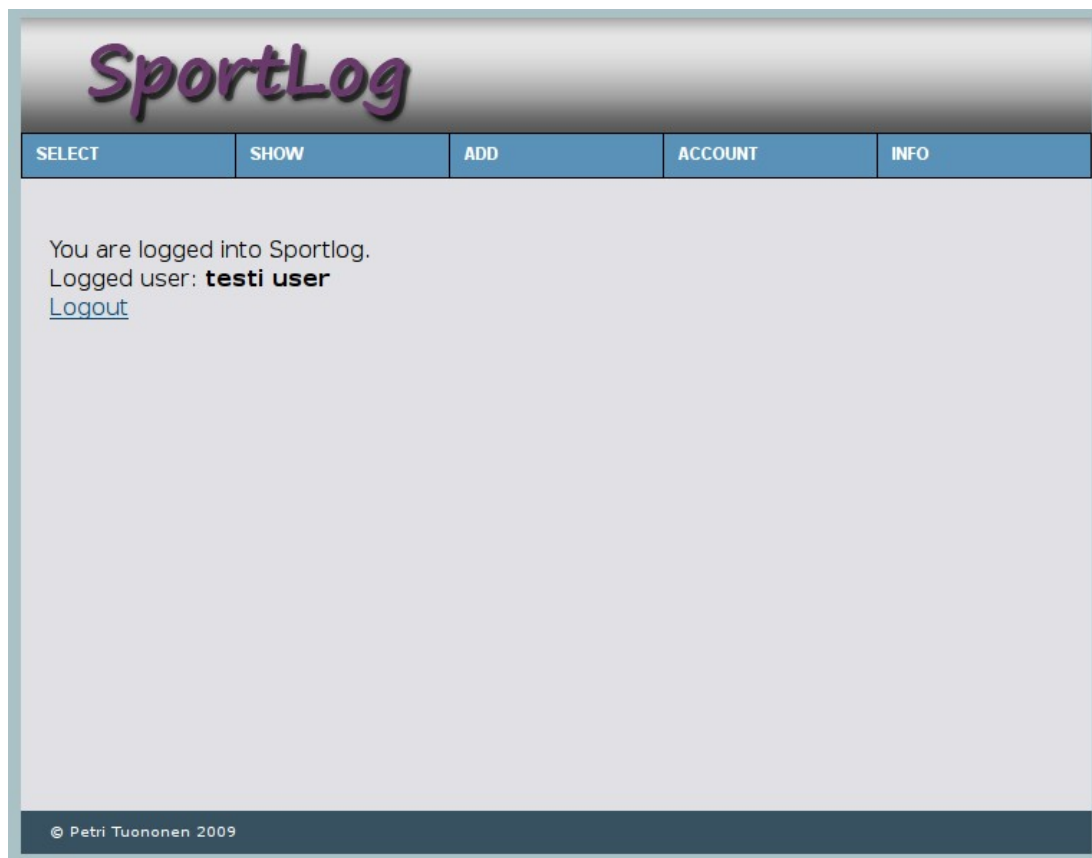 SportLog
SELECT SHOW ADD ACCOUNT INFO
You are logged into Sportlog.
Logged user: testi user
Logout
© Petri Tuononen 2009